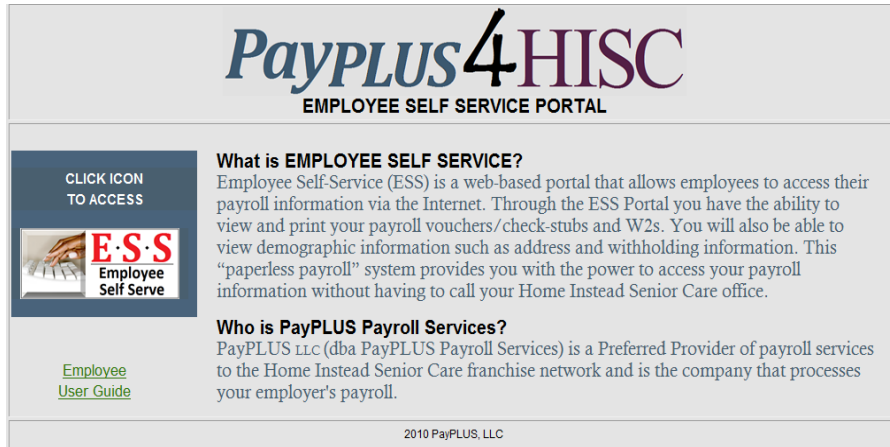 PayPLUS4HISC
EMPLOYEE SELF SERVICE PORTAL
CLICK ICON
TO ACCESS
E·S·S
Employee
Self Serve
Employee
User Guide
What is EMPLOYEE SELF SERVICE?
Employee Self-Service (ESS) is a web-based portal that allows employees to access their
payroll information via the Internet. Through the ESS Portal you have the ability to
view and print your payroll vouchers/check-stubs and W2s. You will also be able to
view demographic information such as address and withholding information. This
“paperless payroll” system provides you with the power to access your payroll
information without having to call your Home Instead Senior Care office.
Who is PayPLUS Payroll Services?
PayPLUS LLC (dba PayPLUS Payroll Services) is a Preferred Provider of payroll services
to the Home Instead Senior Care franchise network and is the company that processes
your employer's payroll.
2010 PayPLUS, LLC